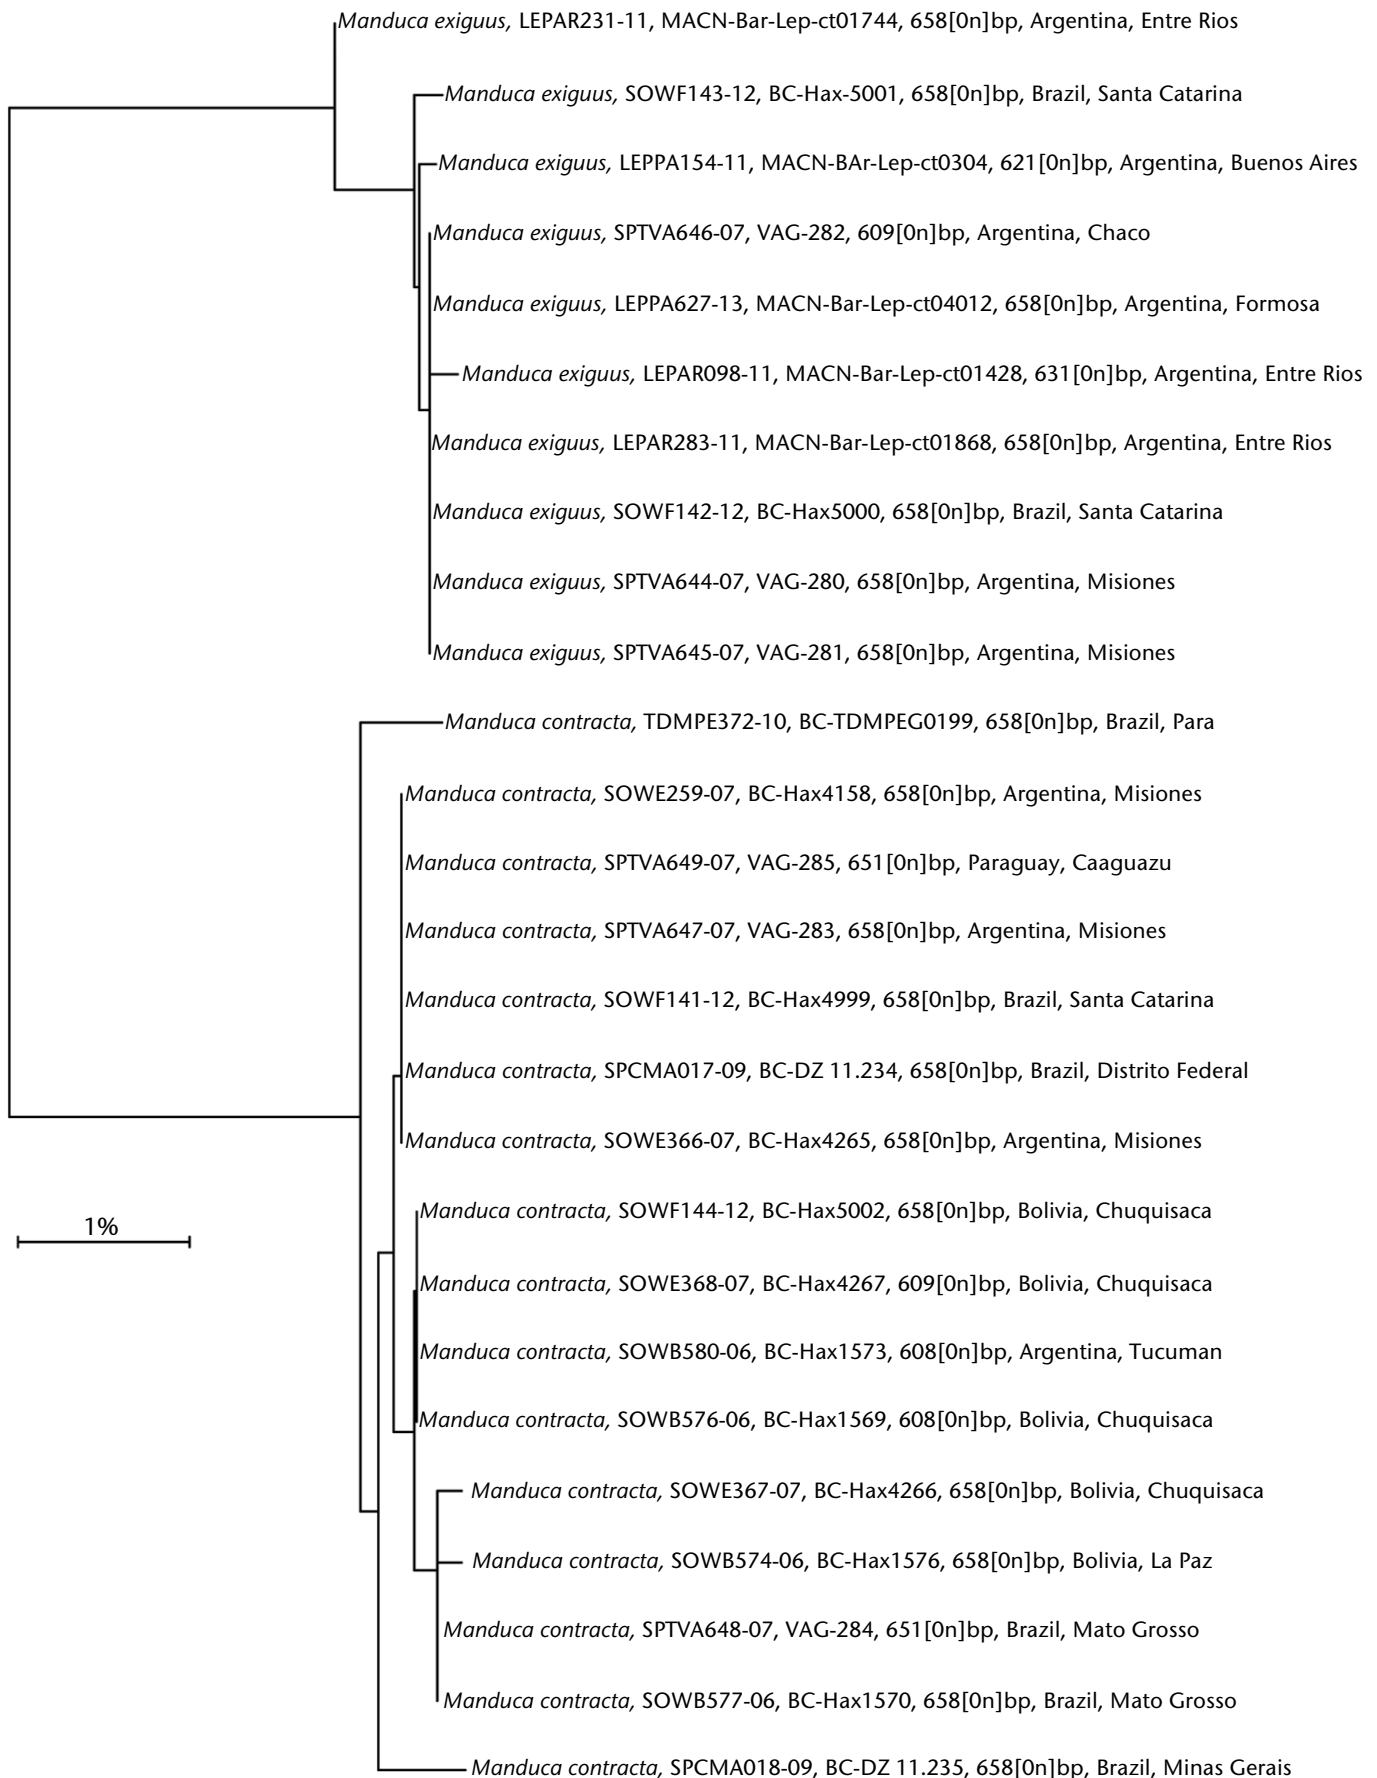 Manduca exiguus, LEPAR231-11, MACN-Bar-Lep-ct01744, 658[0n]bp, Argentina, Entre Rios
Manduca exiguus, SOWF143-12, BC-Hax-5001, 658[0n]bp, Brazil, Santa Catarina
Manduca exiguus, LEPPA154-11, MACN-BAr-Lep-ct0304, 621[0n]bp, Argentina, Buenos Aires
Manduca exiguus, SPTVA646-07, VAG-282, 609[0n]bp, Argentina, Chaco
Manduca exiguus, LEPPA627-13, MACN-Bar-Lep-ct04012, 658[0n]bp, Argentina, Formosa
Manduca exiguus, LEPAR098-11, MACN-Bar-Lep-ct01428, 631[0n]bp, Argentina, Entre Rios
Manduca exiguus, LEPAR283-11, MACN-Bar-Lep-ct01868, 658[0n]bp, Argentina, Entre Rios
Manduca exiguus, SOWF142-12, BC-Hax5000, 658[0n]bp, Brazil, Santa Catarina
Manduca exiguus, SPTVA644-07, VAG-280, 658[0n]bp, Argentina, Misiones
Manduca exiguus, SPTVA645-07, VAG-281, 658[0n]bp, Argentina, Misiones
Manduca contracta, TDMPE372-10, BC-TDMPEG0199, 658[0n]bp, Brazil, Para
Manduca contracta, SOWE259-07, BC-Hax4158, 658[0n]bp, Argentina, Misiones
Manduca contracta, SPTVA649-07, VAG-285, 651[0n]bp, Paraguay, Caaguazu
Manduca contracta, SPTVA647-07, VAG-283, 658[0n]bp, Argentina, Misiones
Manduca contracta, SOWF141-12, BC-Hax4999, 658[0n]bp, Brazil, Santa Catarina
Manduca contracta, SPCMA017-09, BC-DZ 11.234, 658[0n]bp, Brazil, Distrito Federal
Manduca contracta, SOWE366-07, BC-Hax4265, 658[0n]bp, Argentina, Misiones
Manduca contracta, SOWF144-12, BC-Hax5002, 658[0n]bp, Bolivia, Chuquisaca
1%
Manduca contracta, SOWE368-07, BC-Hax4267, 609[0n]bp, Bolivia, Chuquisaca
Manduca contracta, SOWB580-06, BC-Hax1573, 608[0n]bp, Argentina, Tucuman
Manduca contracta, SOWB576-06, BC-Hax1569, 608[0n]bp, Bolivia, Chuquisaca
Manduca contracta, SOWE367-07, BC-Hax4266, 658[0n]bp, Bolivia, Chuquisaca
Manduca contracta, SOWB574-06, BC-Hax1576, 658[0n]bp, Bolivia, La Paz
Manduca contracta, SPTVA648-07, VAG-284, 651[0n]bp, Brazil, Mato Grosso
Manduca contracta, SOWB577-06, BC-Hax1570, 658[0n]bp, Brazil, Mato Grosso
Manduca contracta, SPCMA018-09, BC-DZ 11.235, 658[0n]bp, Brazil, Minas Gerais